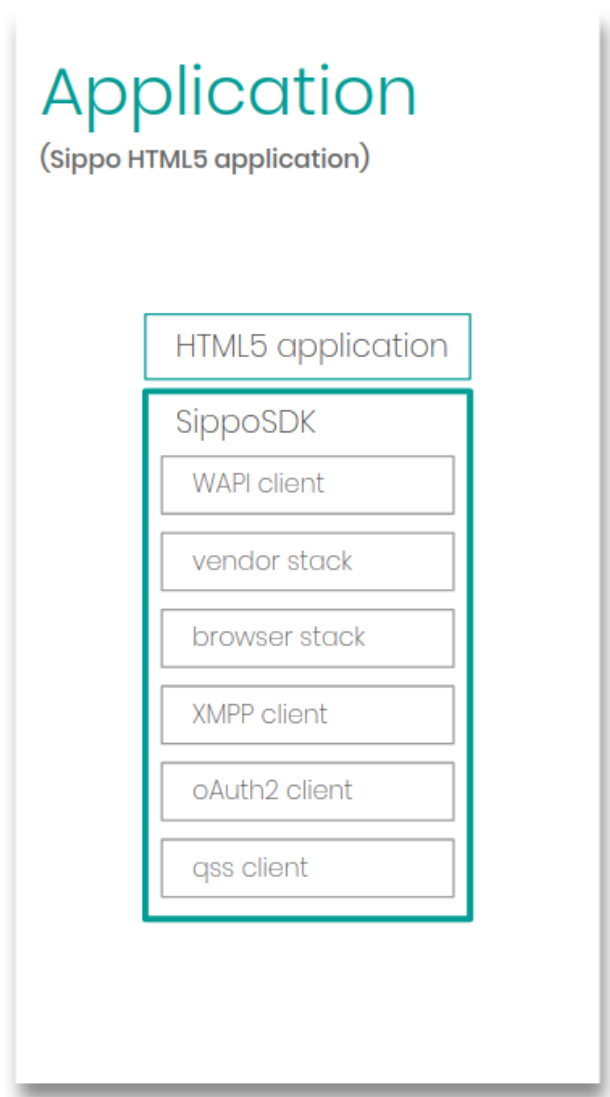 Application
(Sippo HTML5 application)
HTML5 application
SippoSDK
WAPI client
vendor stack
browser stack
XMPP client
oAuth2 client
qss client